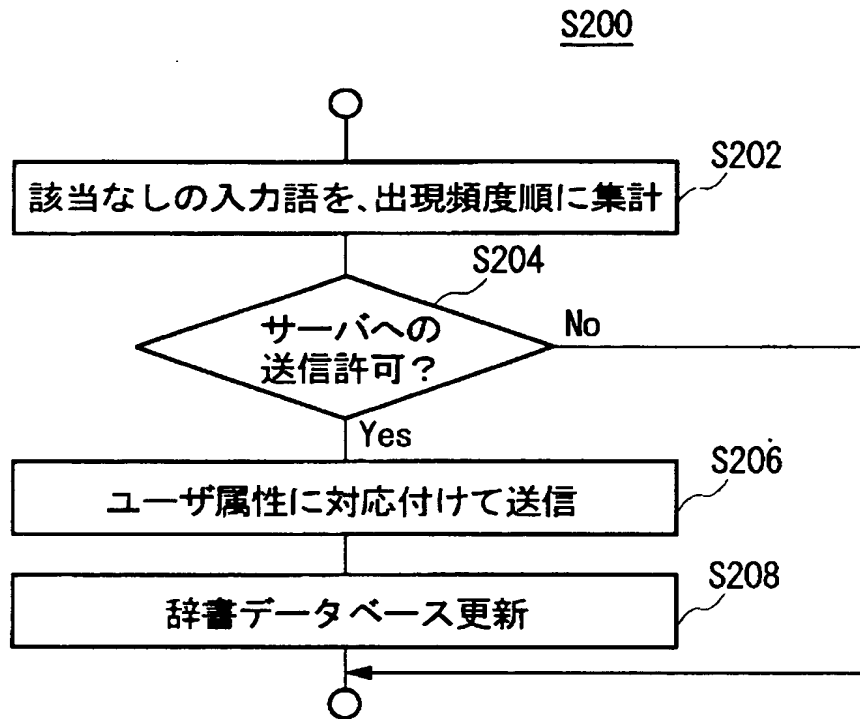 S200
S202
該当なしの入力語を、出現頻度順に集計
S204
サーバへの
送信許可？
No
Yes
S206
ユーザ属性に対応付けて送信
S208
辞書データベース更新